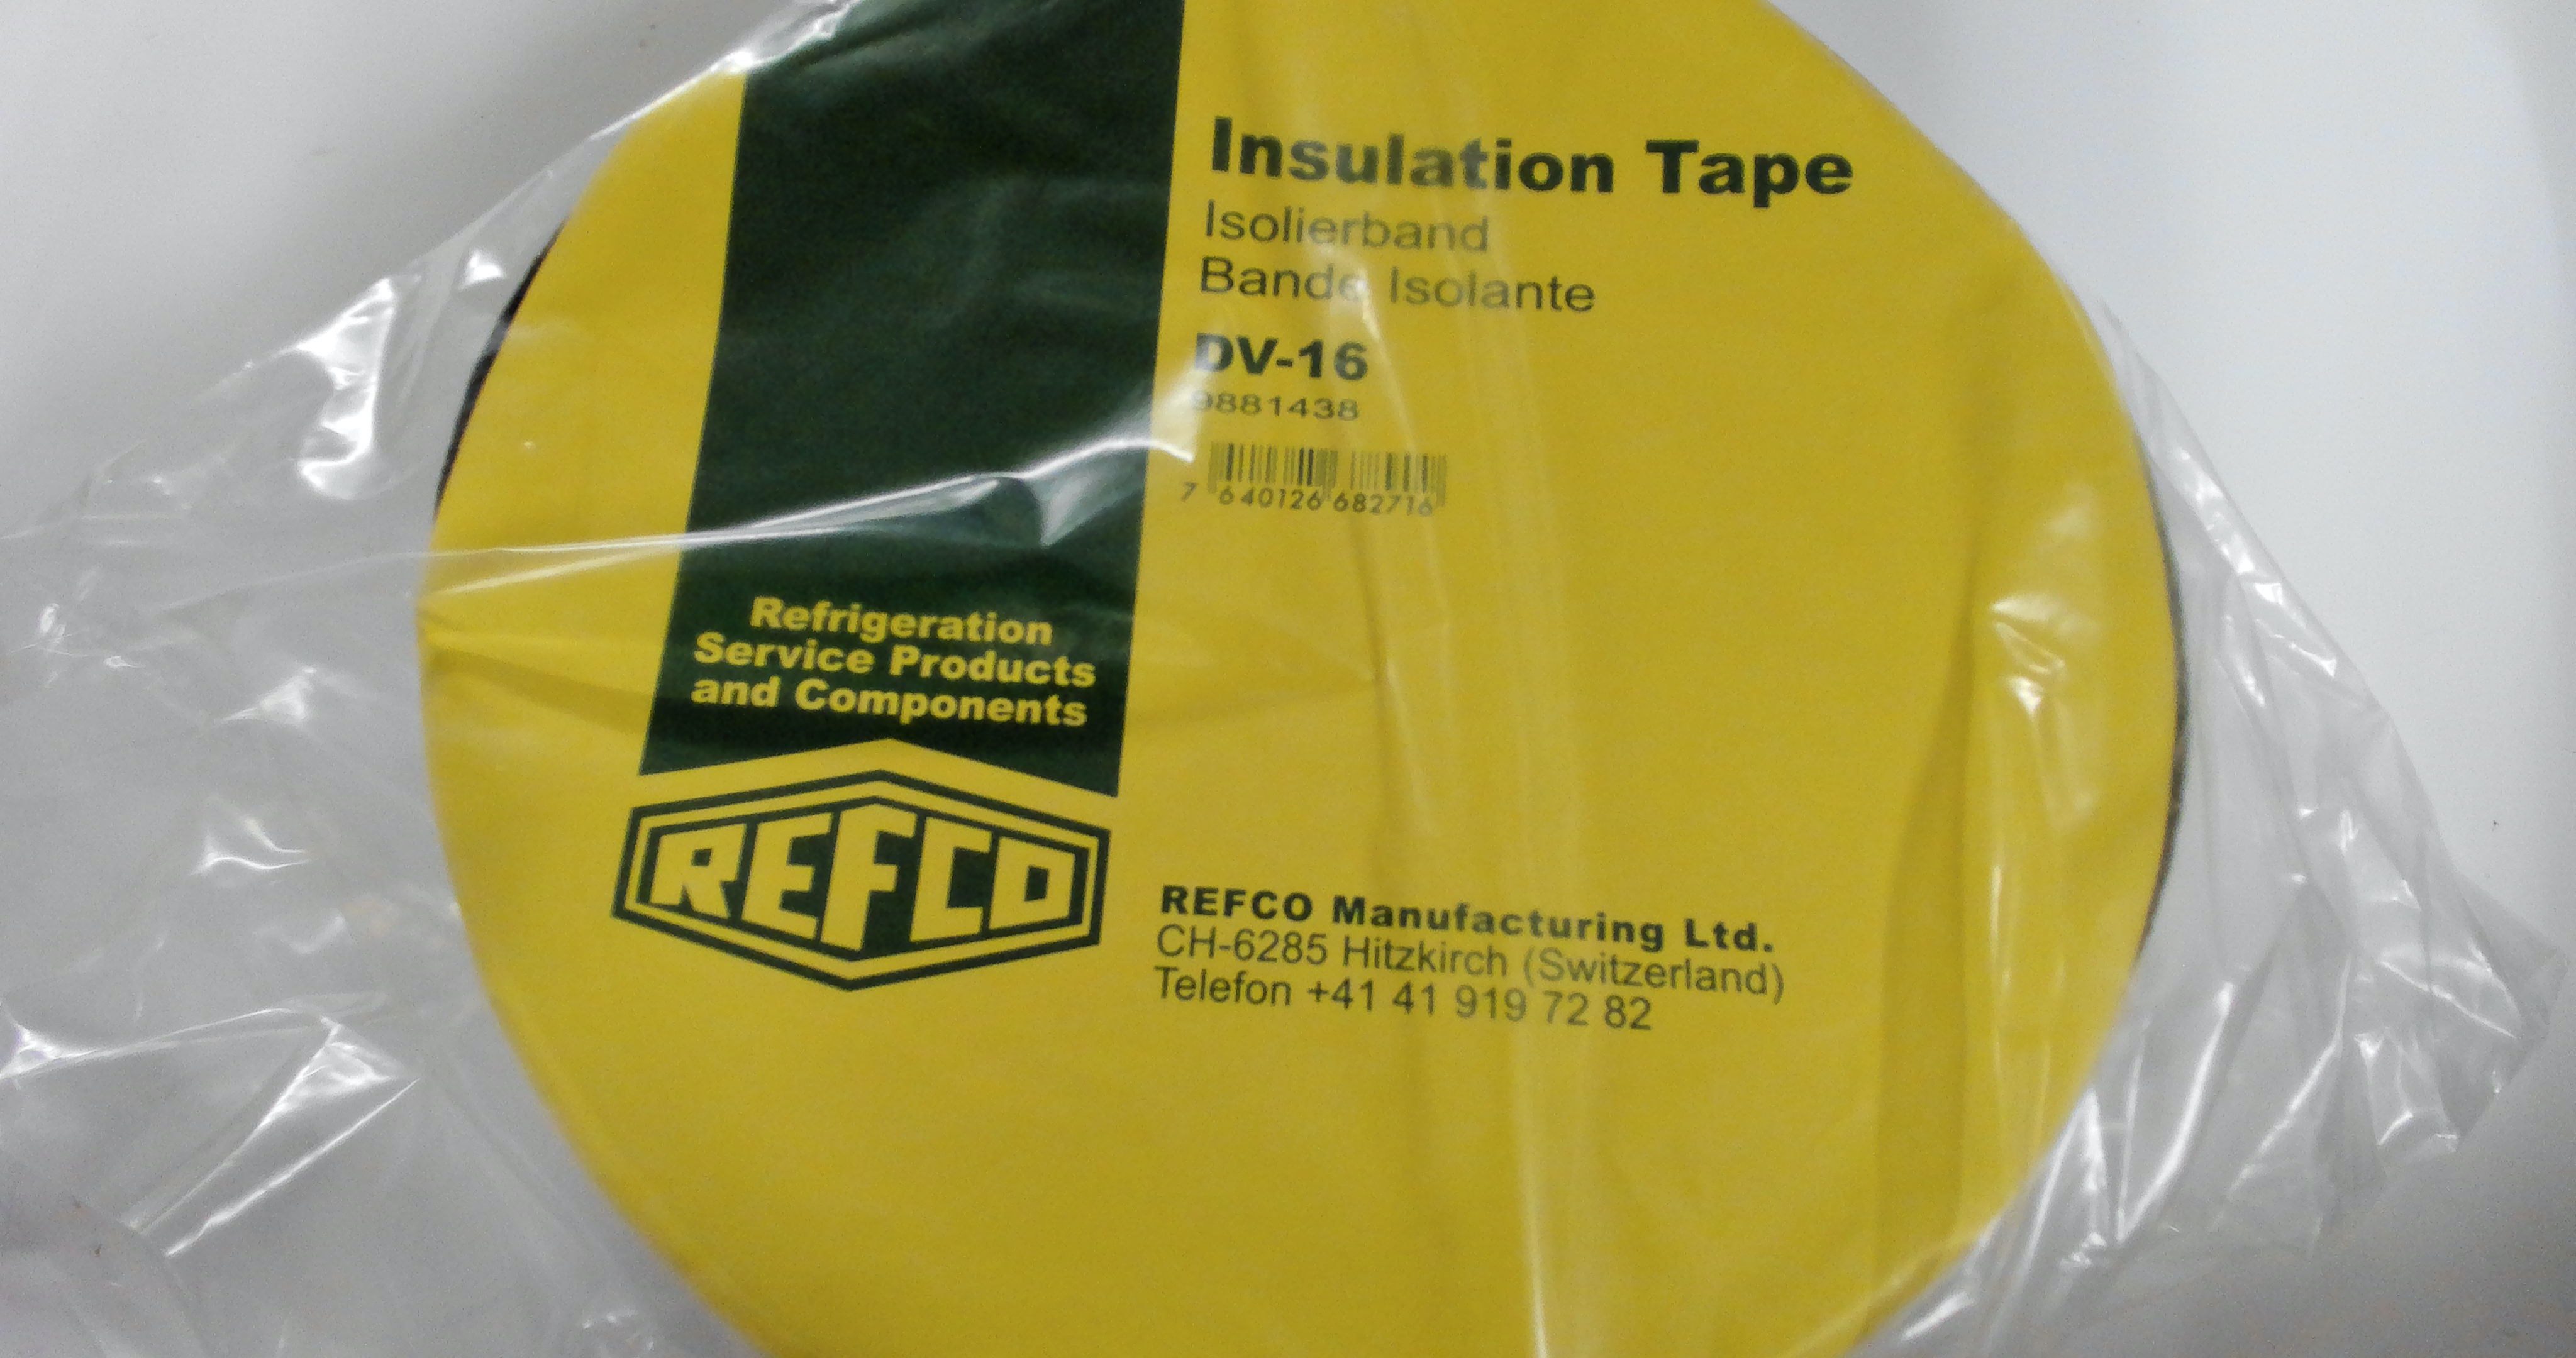 Insulation Tape
Isolierband
Bande Isolante
DV-16
9881438
7 640126 682716
Refrigeration
Service Products
and Components
REFCO
REFCO Manufacturing Ltd.
CH-6285 Hitzkirch (Switzerland)
Telefon +41 41 919 72 82